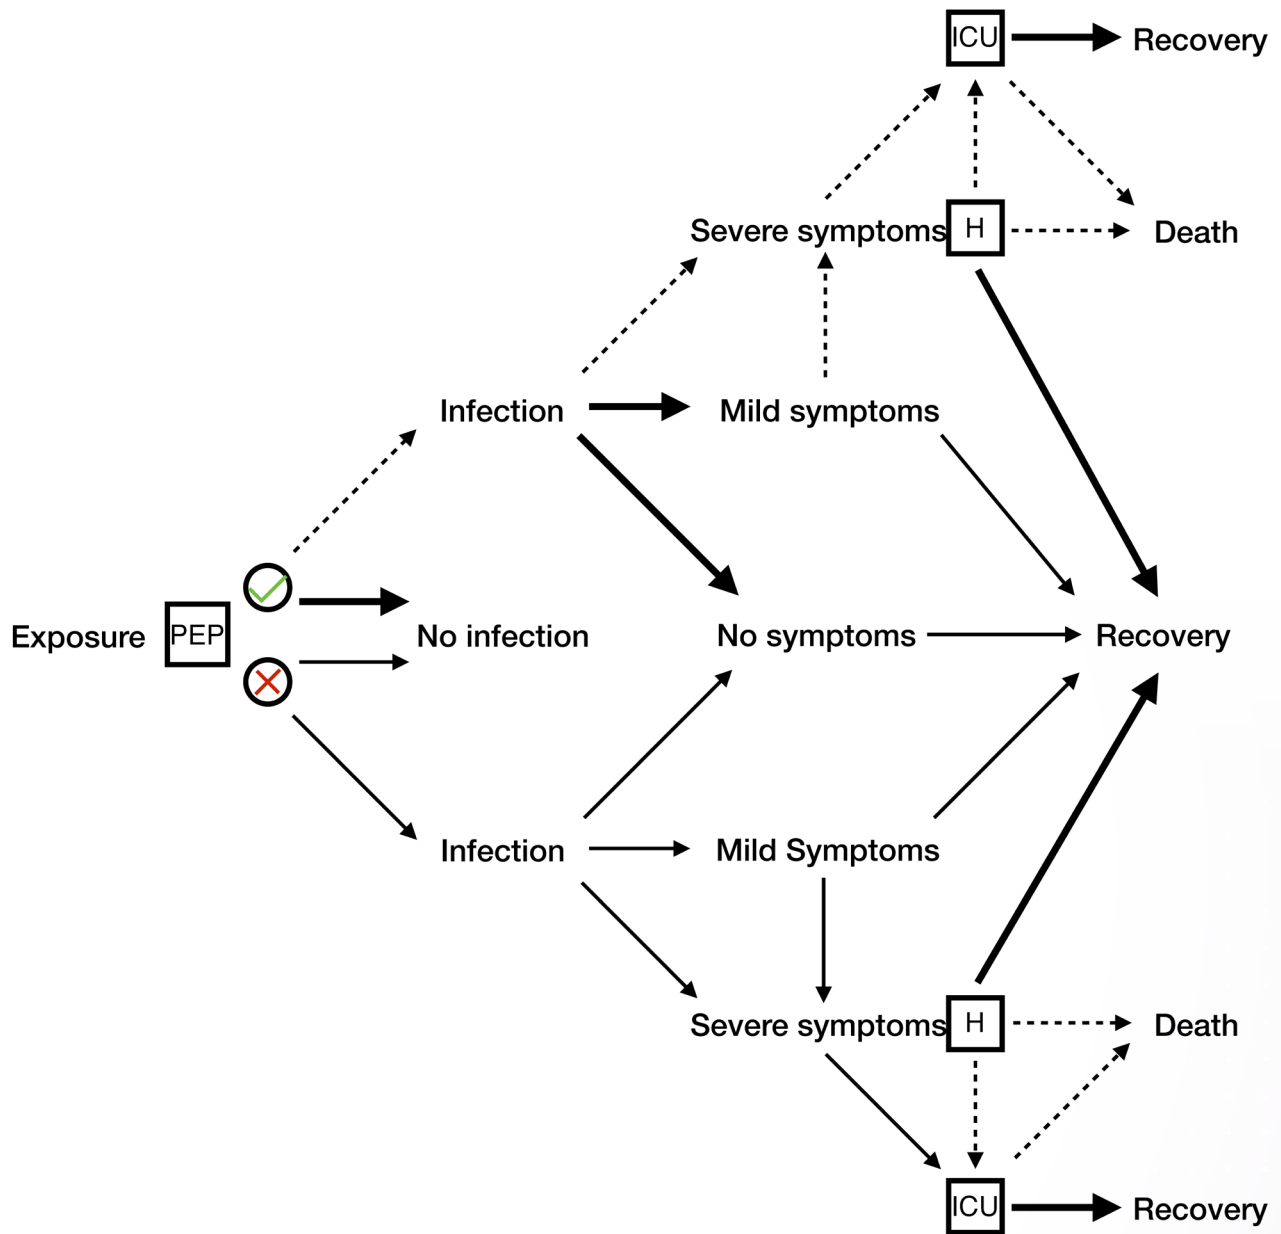 ICU
Recovery
Severe symptoms
H
Death
Infection
Mild symptoms
Exposure
PEP
No infection
No symptoms
Recovery
Infection
Mild Symptoms
Severe symptoms
H
Death
ICU
Recovery